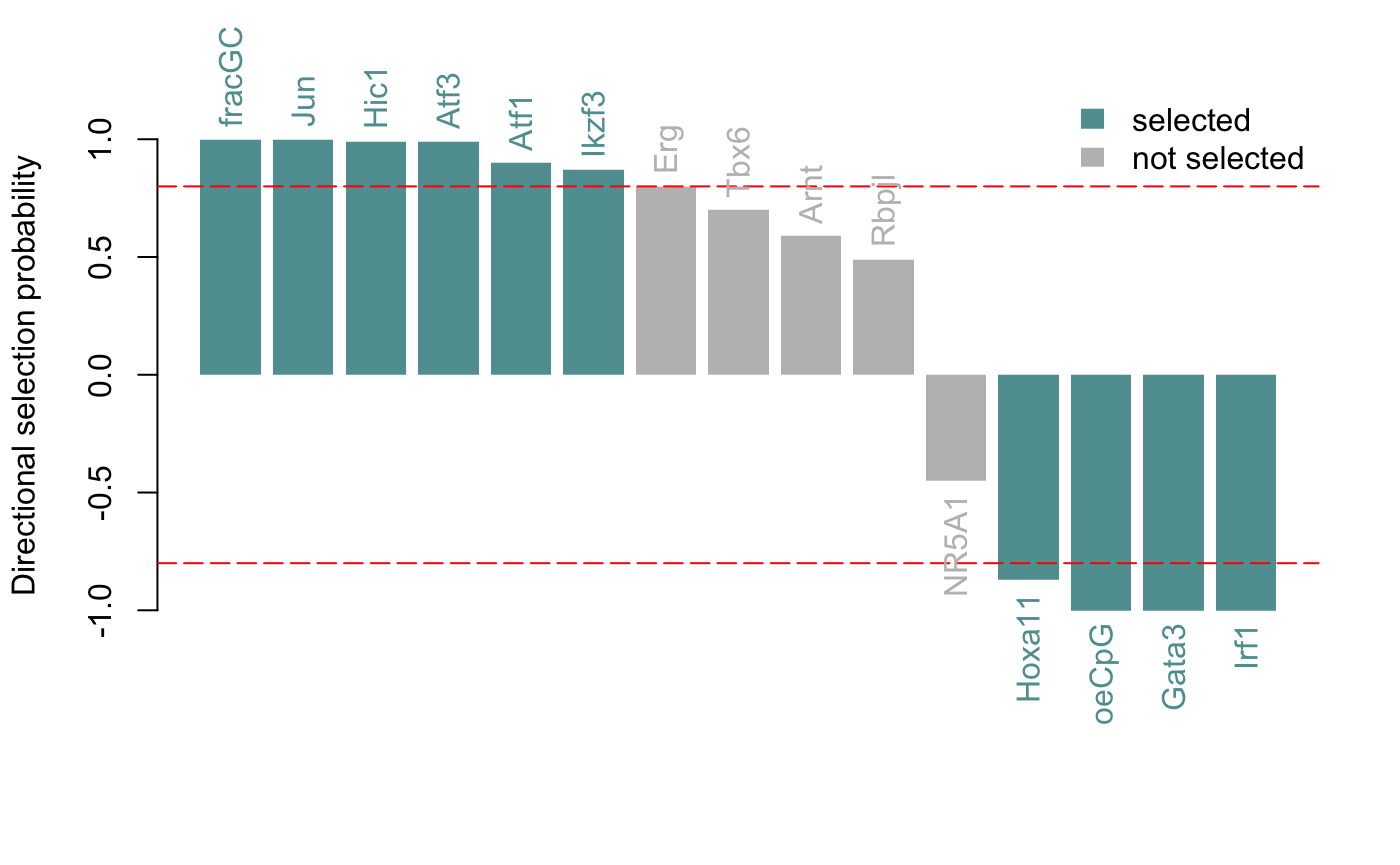 fracGC
Jun
Hic1
Atf3
Atf1
Ikzf3
Erg
Tbx6
Arnt
Rbpjl
selected
not selected
Directional selection probability
1.0
0.5
0.0
-0.5
-1.0
NR5A1
Hoxa11
oeCpG
Gata3
Irf1